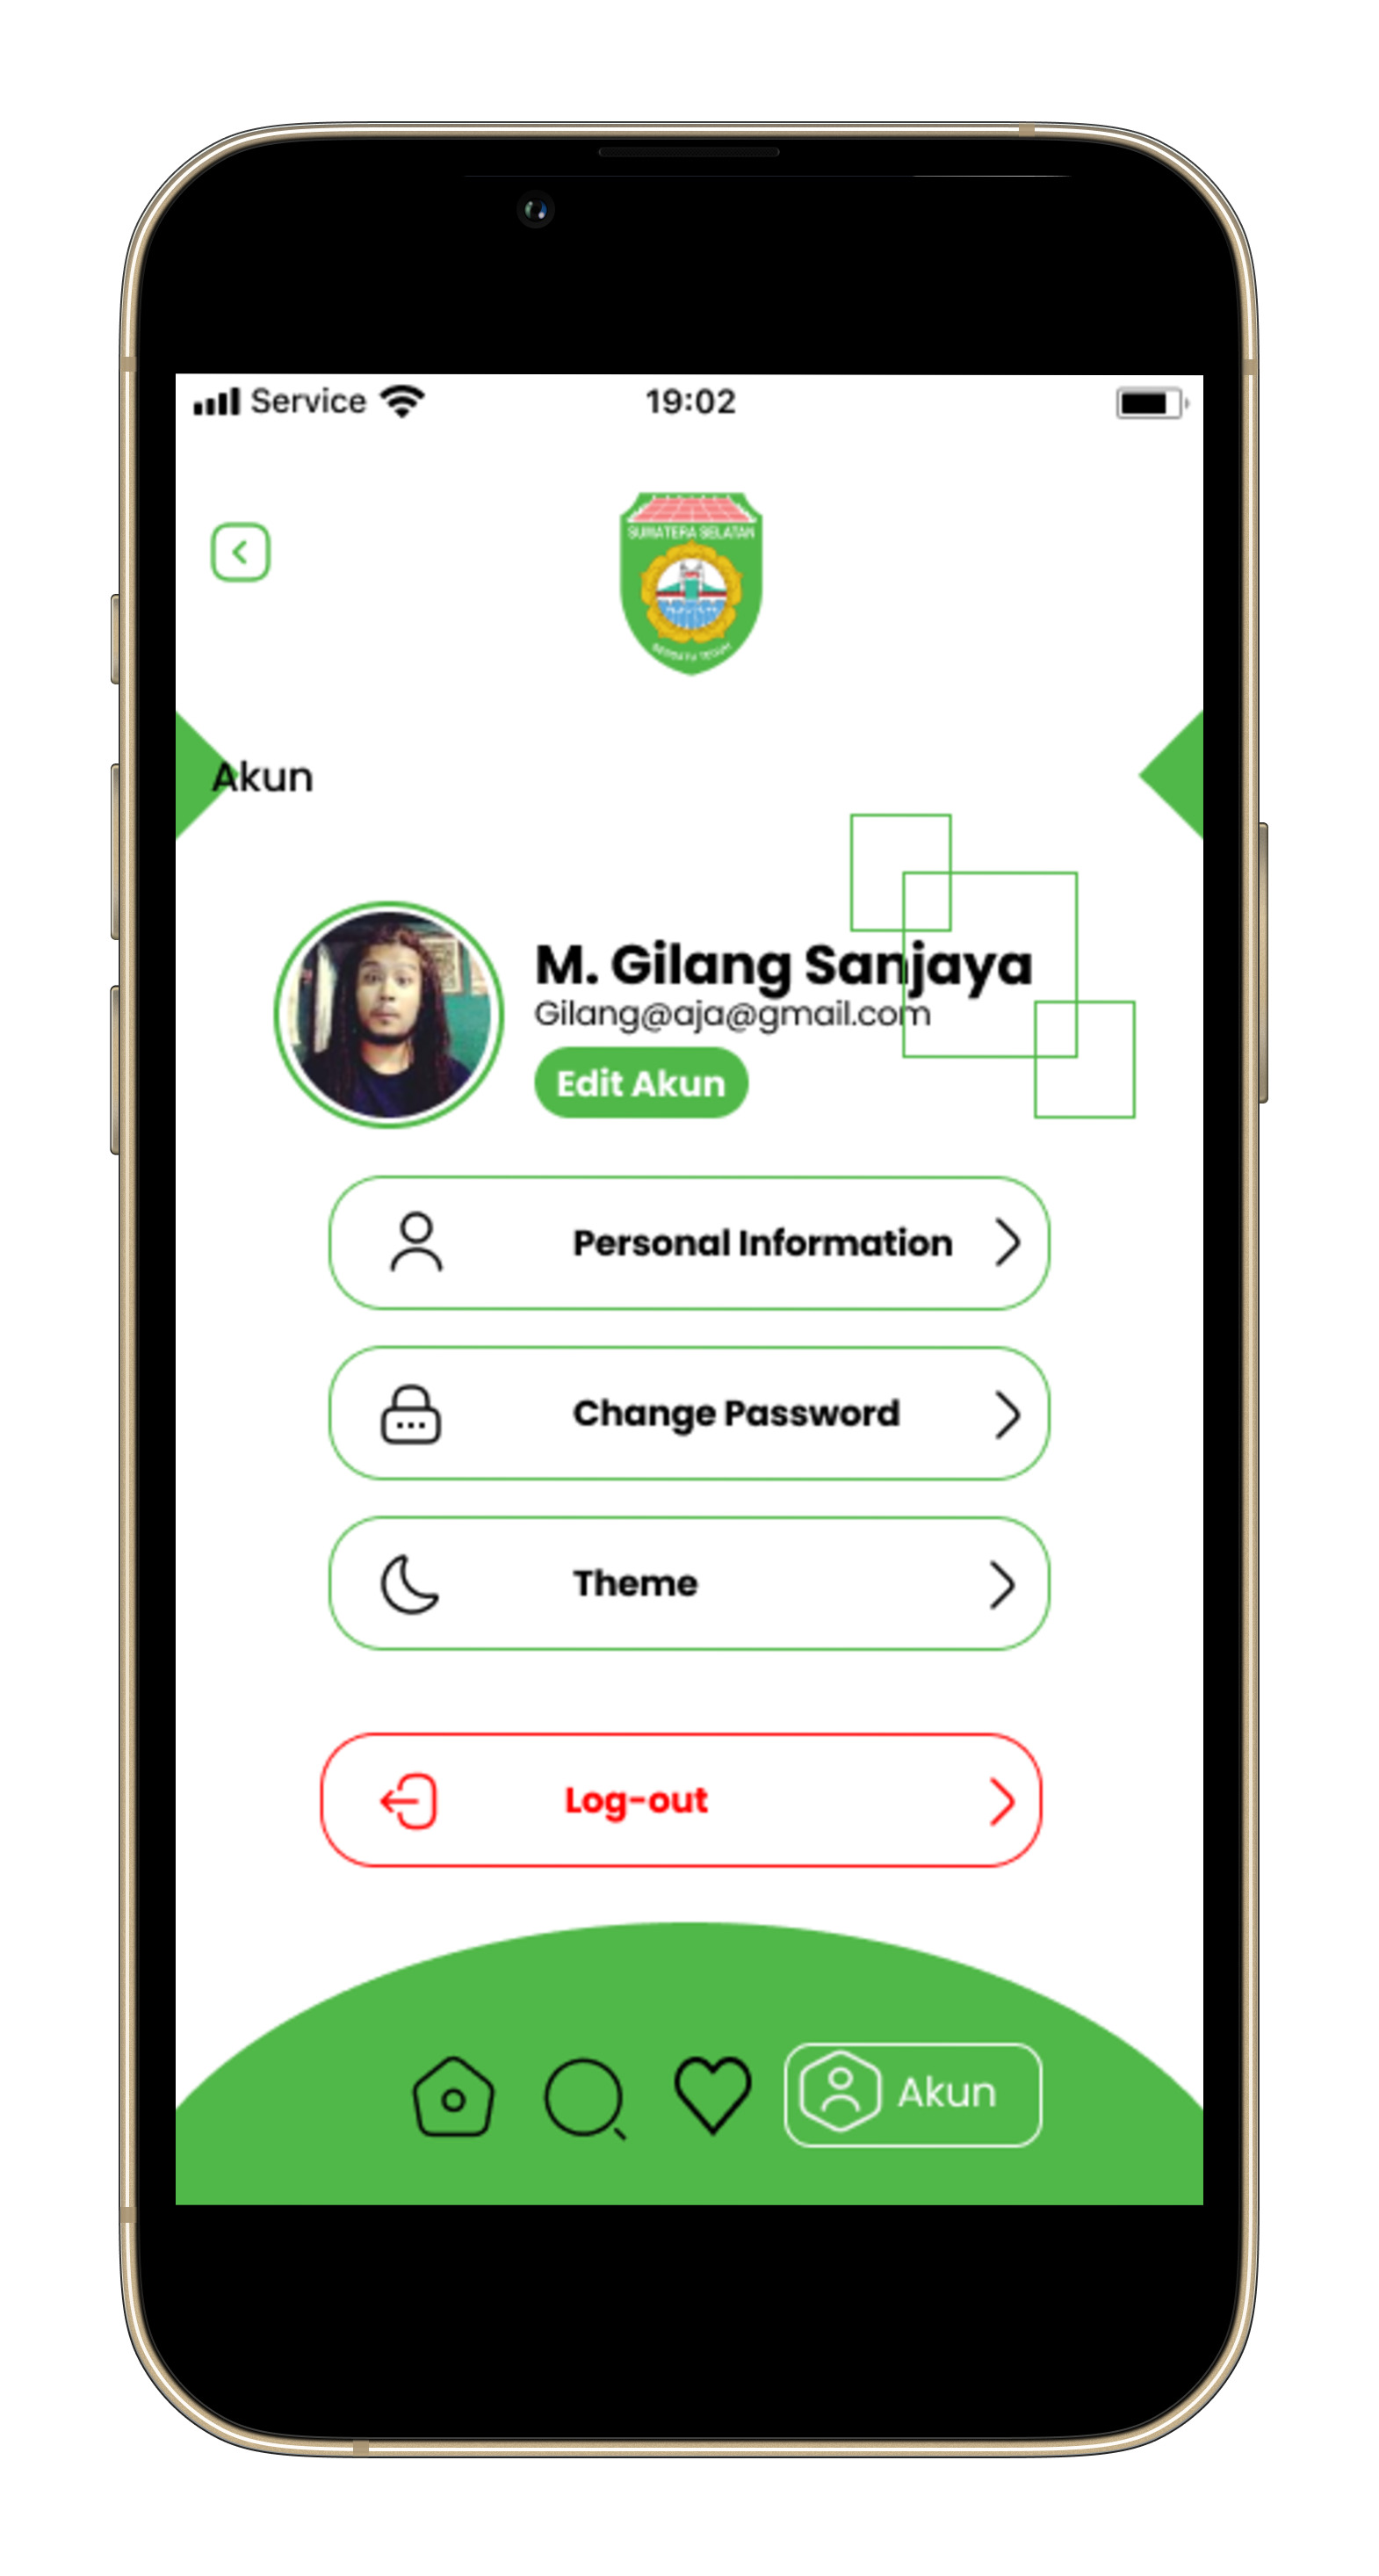 Service 19:02
SUMATERA SELATAN
Akun
M. Gilang Sanjaya
Gilang@aja@gmail.com
Edit Akun
Personal Information
Change Password
Theme
Log-out
Akun